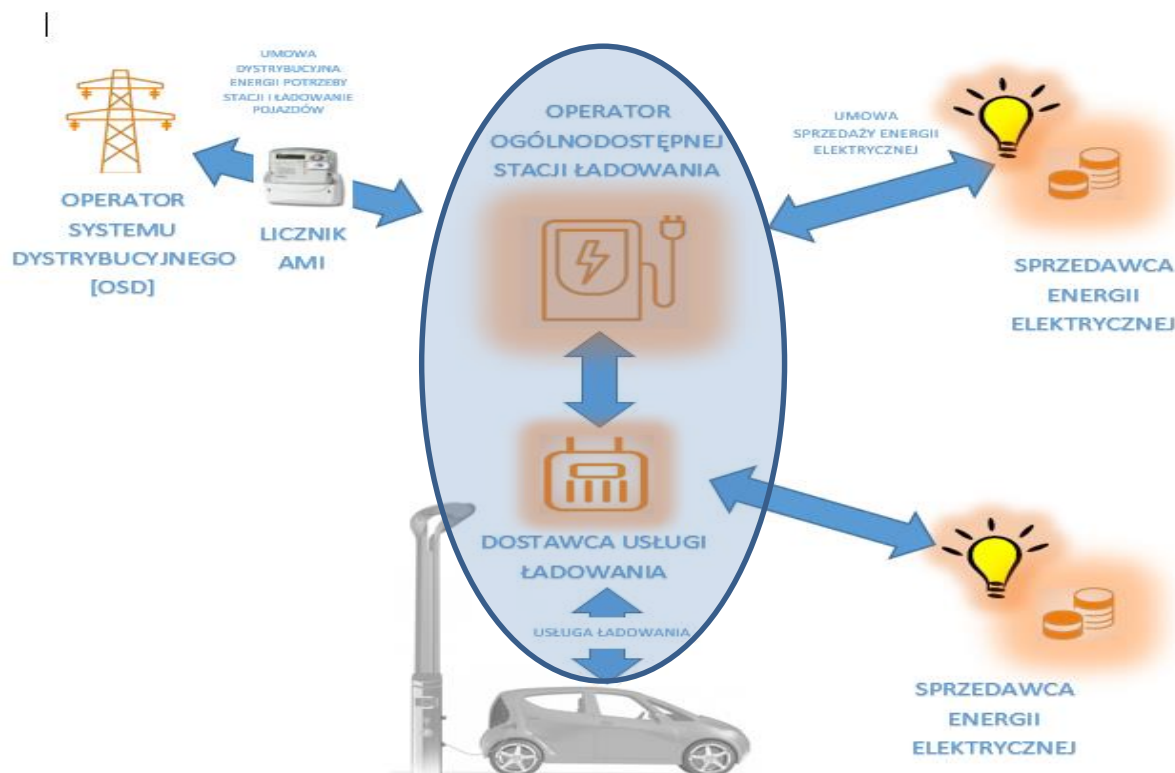 UMOWA
DYSTRYBUCYJNA
ENERGII POTRZEBY
STACJI I ŁADOWANIE
POJAZDÓW
OPERATOR
SYSTEMU
DYSTRYBUCYJNEGO
[OSD]
LICZNIK
AMI
OPERATOR
OGÓLNODOSTĘPNEJ
STACJI ŁADOWANIA
UMOWA
SPRZEDAŻY ENERGII
ELEKTRYCZNEJ
SPRZEDAWCA
ENERGII
ELEKTRYCZNEJ
DOSTAWCA USŁUGI
ŁADOWANIA
USŁUGA ŁADOWANIA
SPRZEDAWCA
ENERGII
ELEKTRYCZNEJ